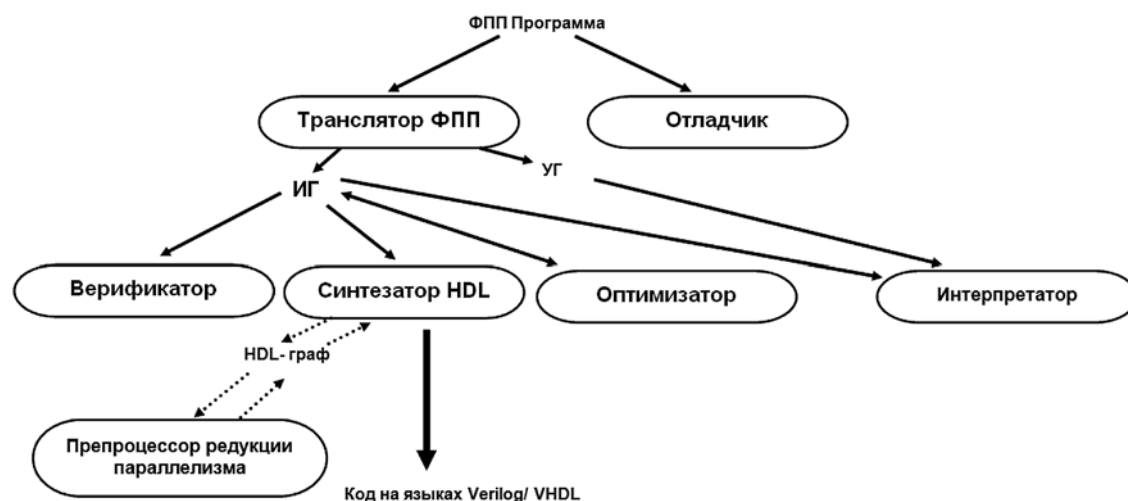 ФПП Программа
Транслятор ФПП
Отладчик
УГ
ИГ
Верификатор
Синтезатор HDL
Оптимизатор
Интерпретатор
HDL- граф
Препроцессор редукции
параллелизма
Код на языках Verilog/ VHDL